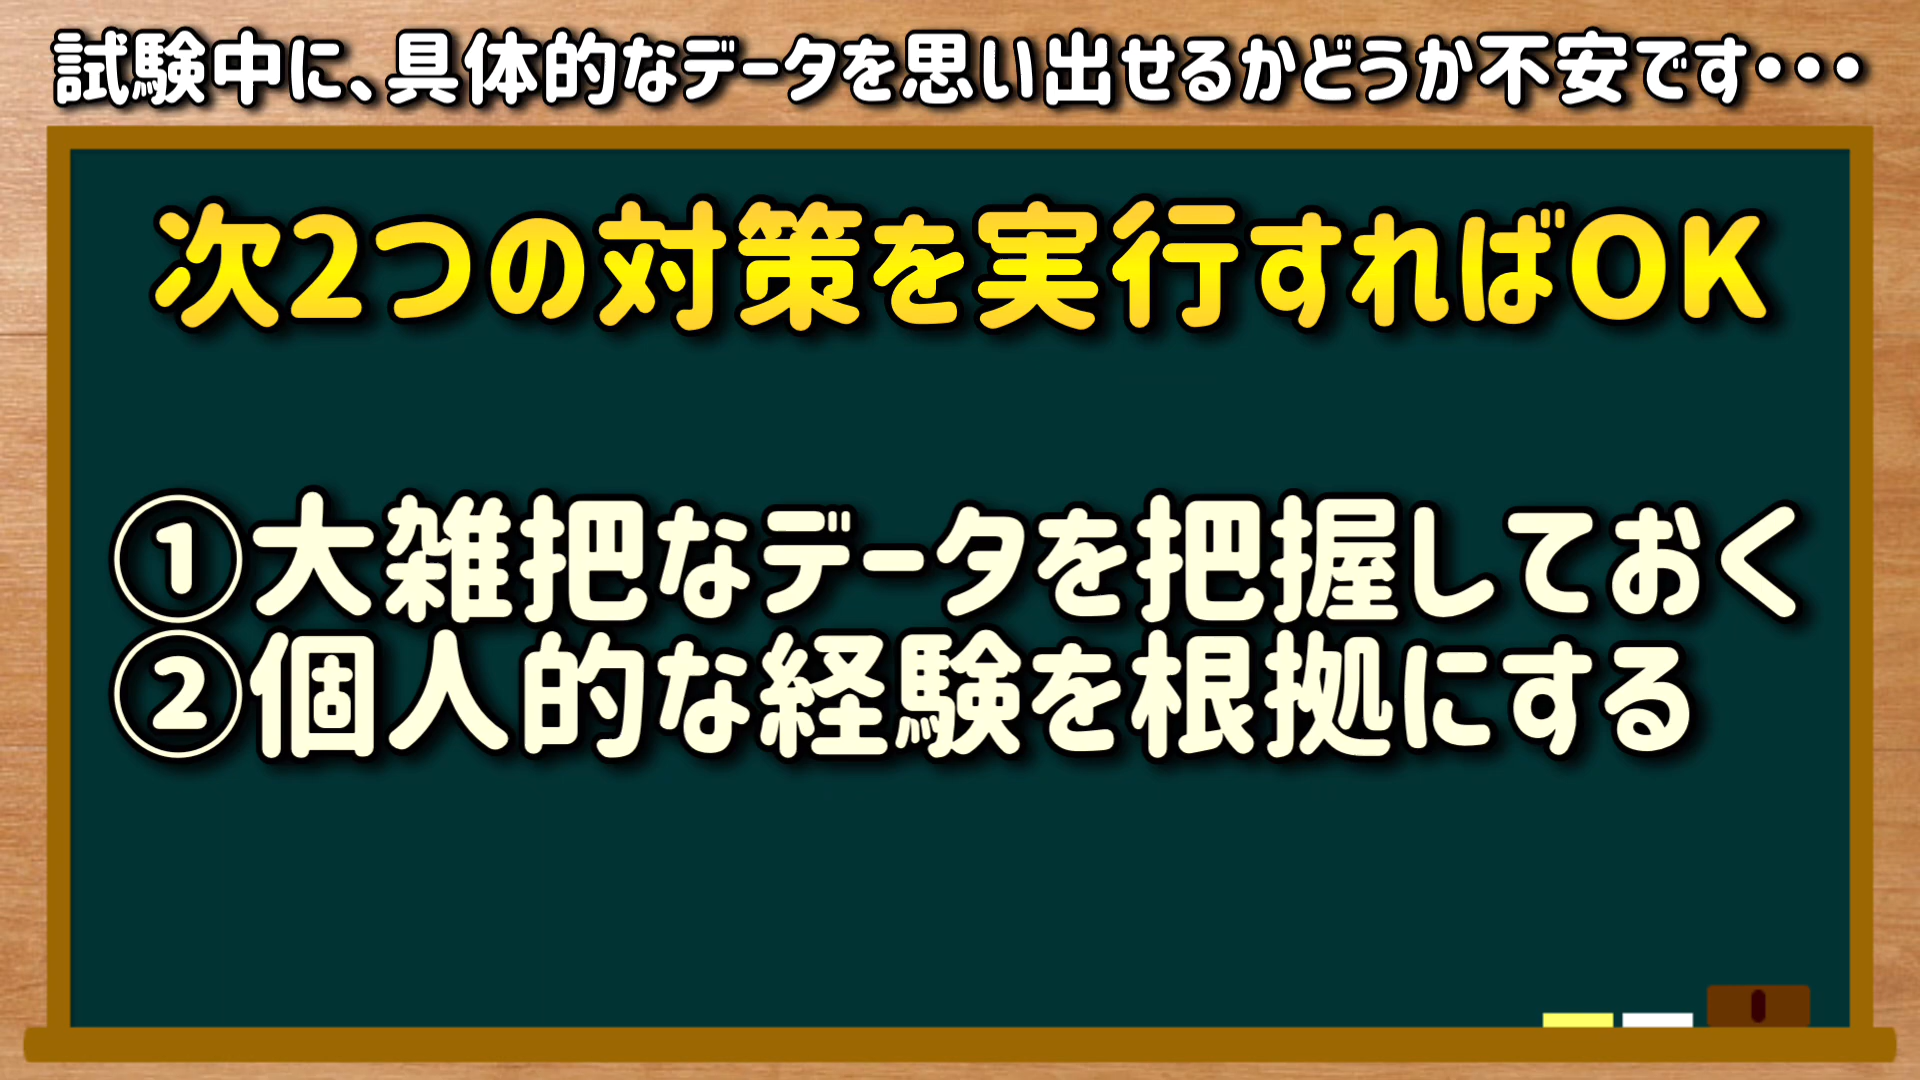 試験中に、具体的なデータを思い出せるかどうか不安です・・・
次2つの対策を実行すればOK
①大雑把なデータを把握しておく
②個人的な経験を根拠にする